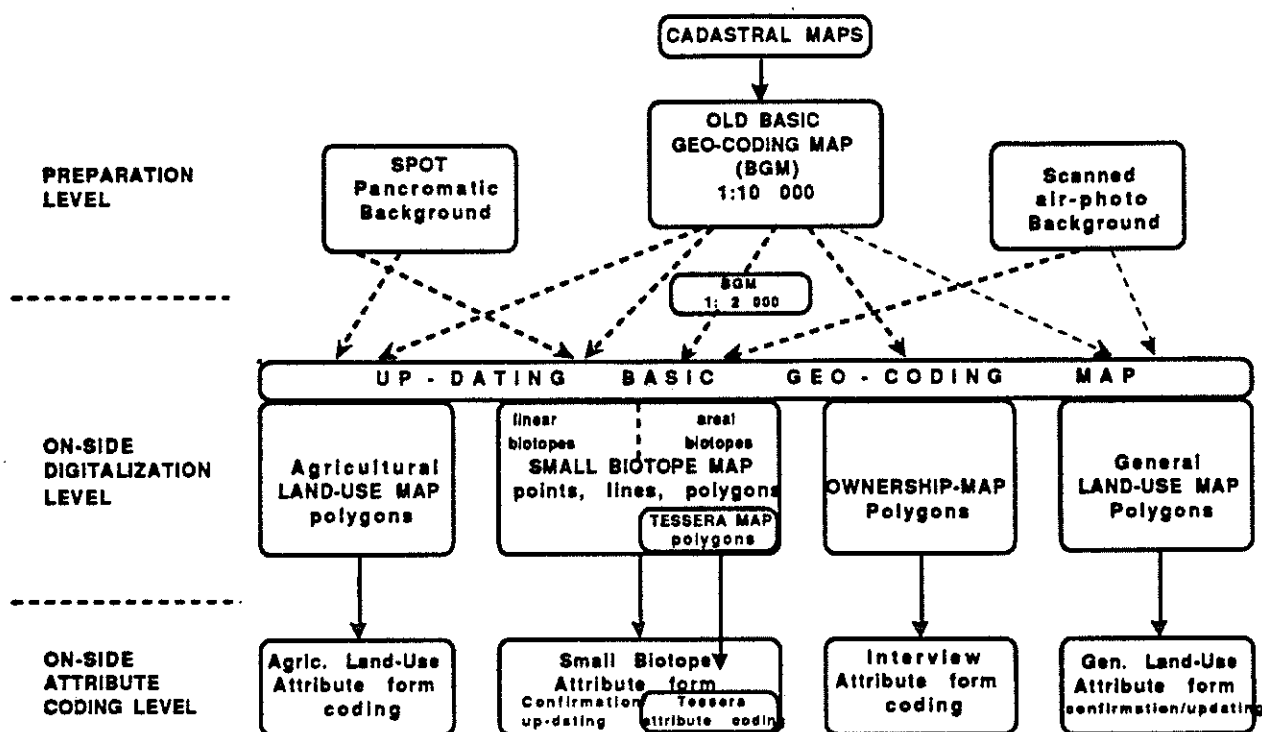 CADASTRAL MAPS
OLD BASIC
GEO-CODING MAP
(BGM)
1:10 000
PREPARATION
LEVEL
SPOT
Pancromatic
Background
Scanned
air-photo
Background
BGM
1: 2 000
UP-DATING BASIC GEO-CODING MAP
ON-SIDE
DIGITALIZATION
LEVEL
Agricultural
LAND-USE MAP
polygons
linear
biotopes
areal
biotopes
SMALL BIOTOPE MAP
points, lines, polygons
TESSERA MAP
polygons
OWNERSHIP-MAP
Polygons
General
LAND-USE MAP
Polygons
ON-SIDE
ATTRIBUTE
CODING LEVEL
Agric. Land-Use
Attribute form
coding
Small Biotope
Attribute form
Confirmation
up-dating
Tessera
attribute coding
Interview
Attribute form
coding
Gen. Land-Use
Attribute form
confirmation/updating